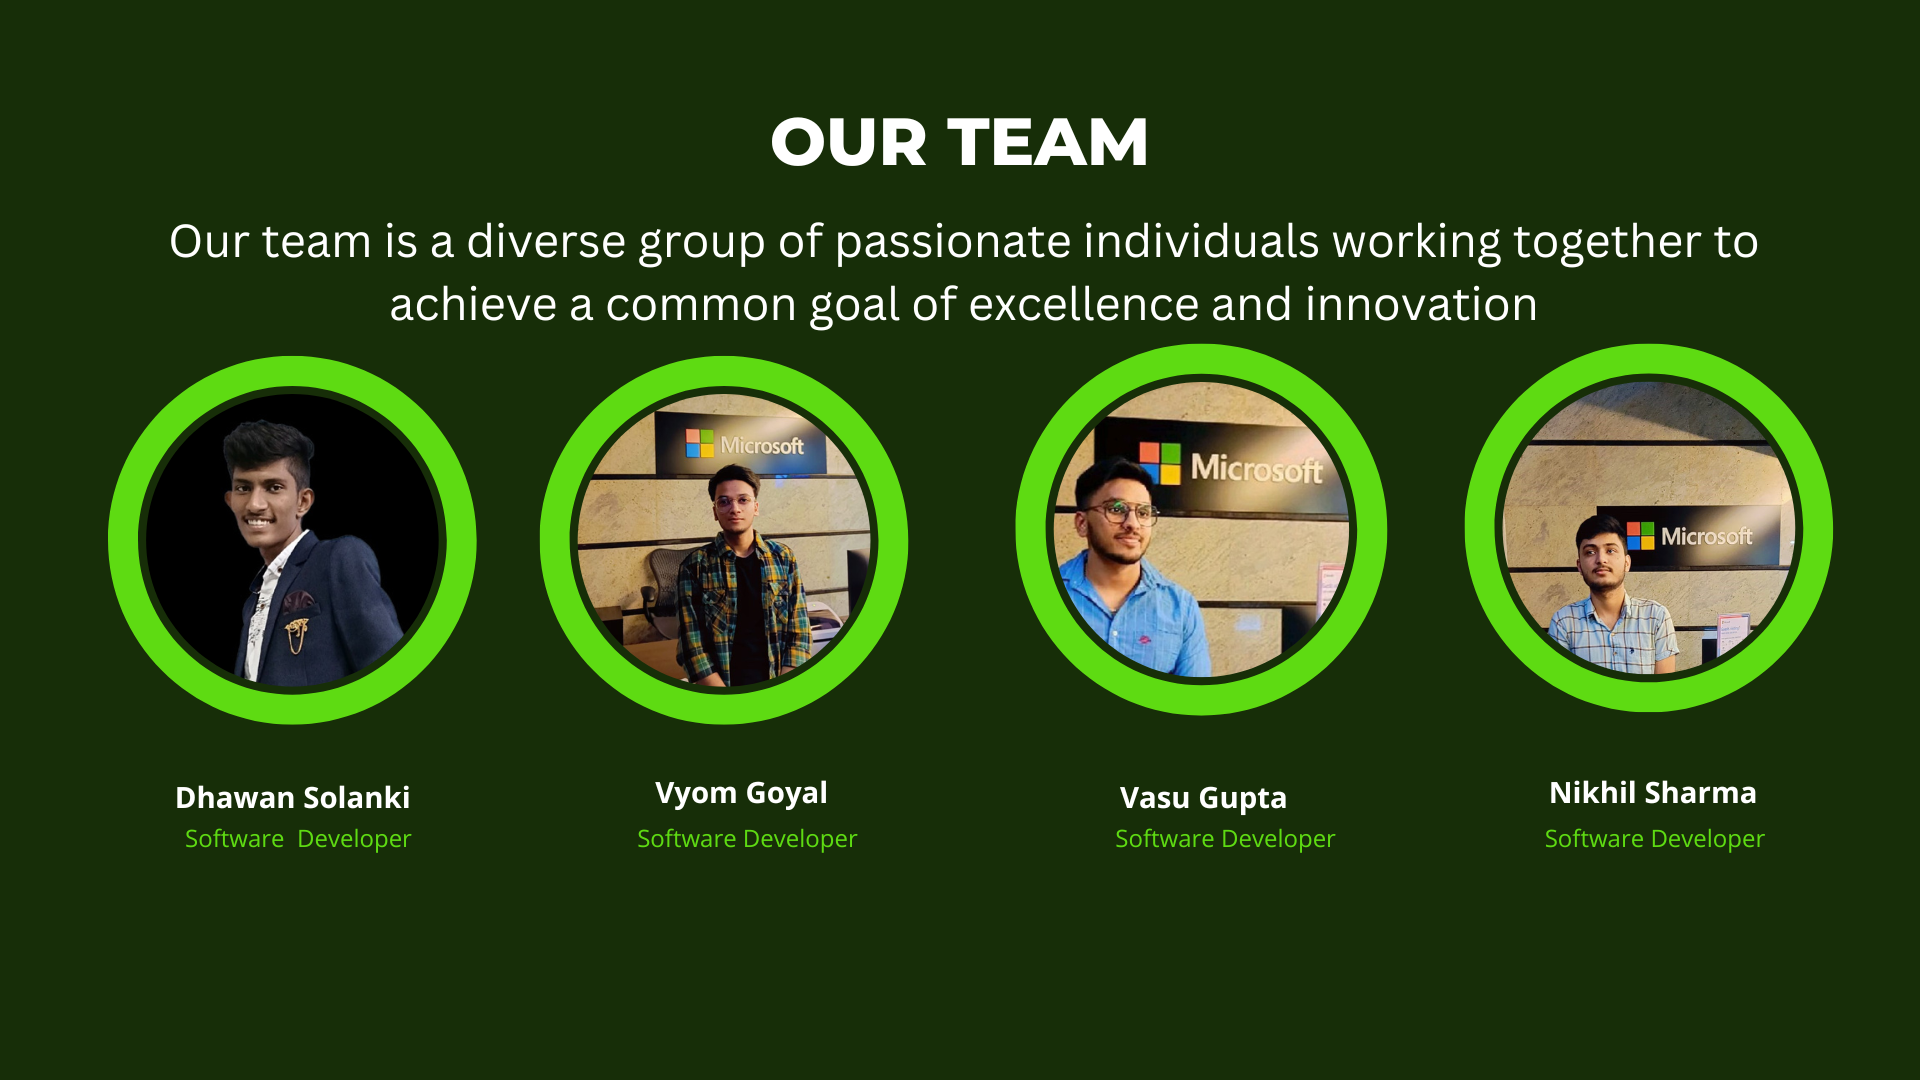 OUR TEAM
Our team is a diverse group of passionate individuals working together to
achieve a common goal of excellence and innovation
Microsoft
Microsoft
Microsoft
Dhawan Solanki
Software  Developer
Vyom Goyal
Software Developer
Vasu Gupta
Software Developer
Nikhil Sharma
Software Developer